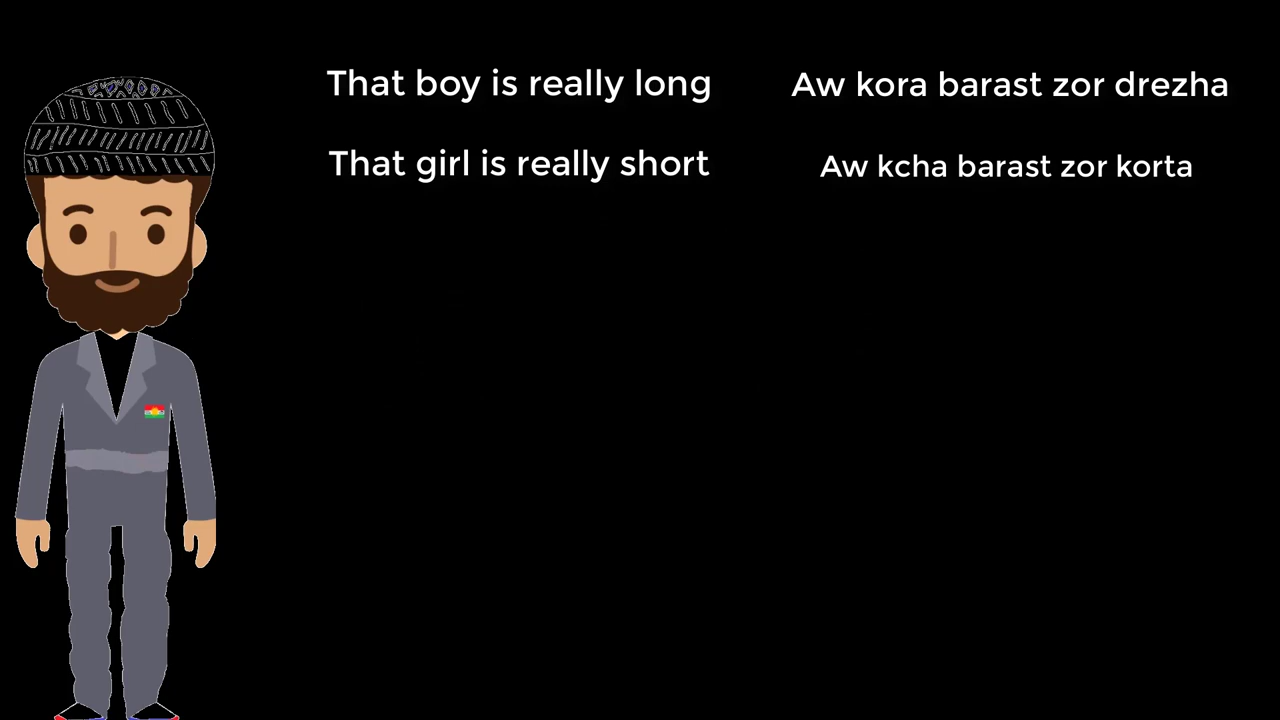 That boy is really long Aw kora barast zor drezha
That girl is really short Aw kcha barast zor korta